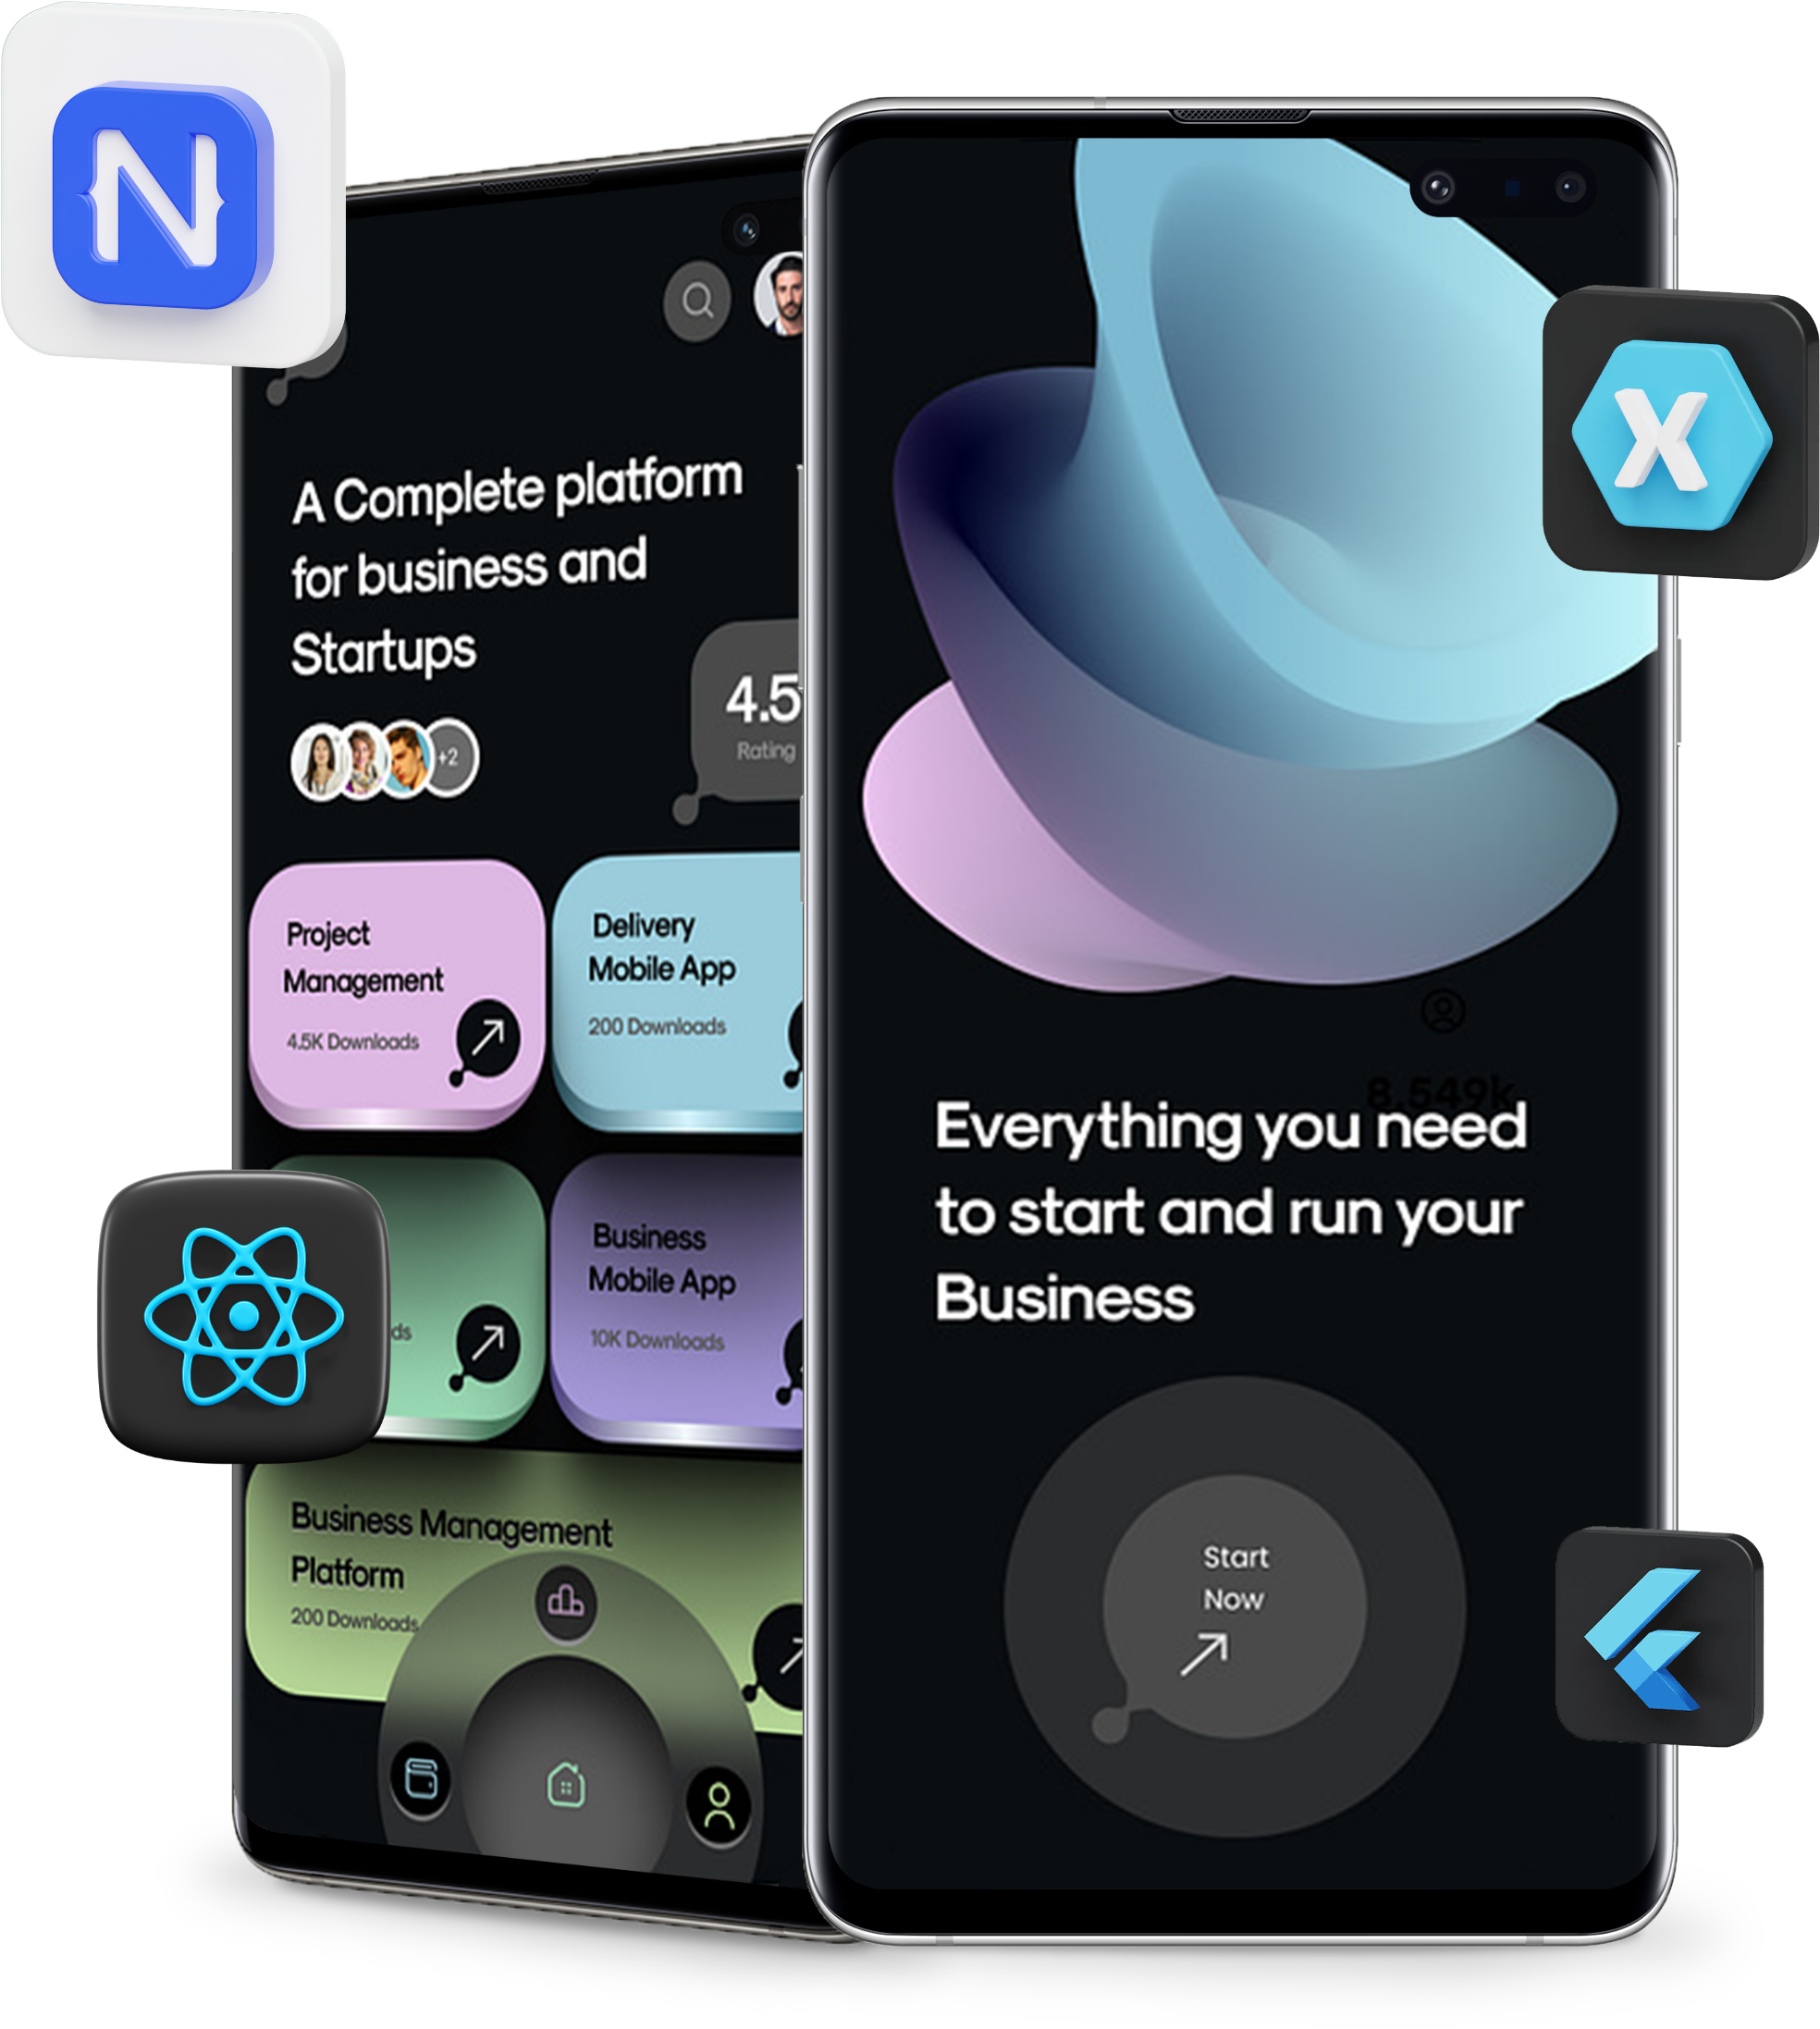 N
X
A Complete platform
for business and
Startups
+2
4.5
Rating
Project
Management
4.5K Downloads
Delivery
Mobile App
200 Downloads
ds
Business
Mobile App
10K Downloads
Business Management
Platform
200 Downloads
8.549k
Everything you need
to start and run your
Business
Start
Now